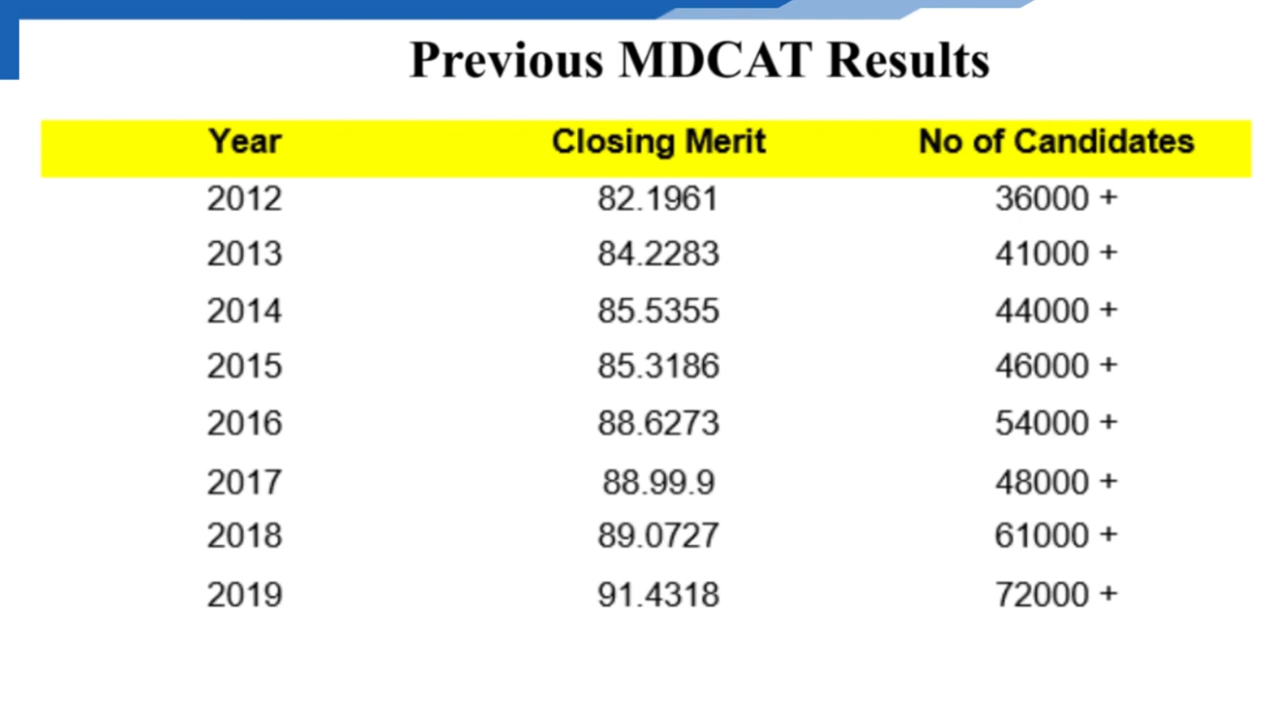 Previous MDCAT Results
Year Closing Merit No of Candidates
2012 82.1961 36000 +
2013 84.2283 41000 +
2014 85.5355 44000 +
2015 85.3186 46000 +
2016 88.6273 54000 +
2017 88.99.9 48000 +
2018 89.0727 61000 +
2019 91.4318 72000 +